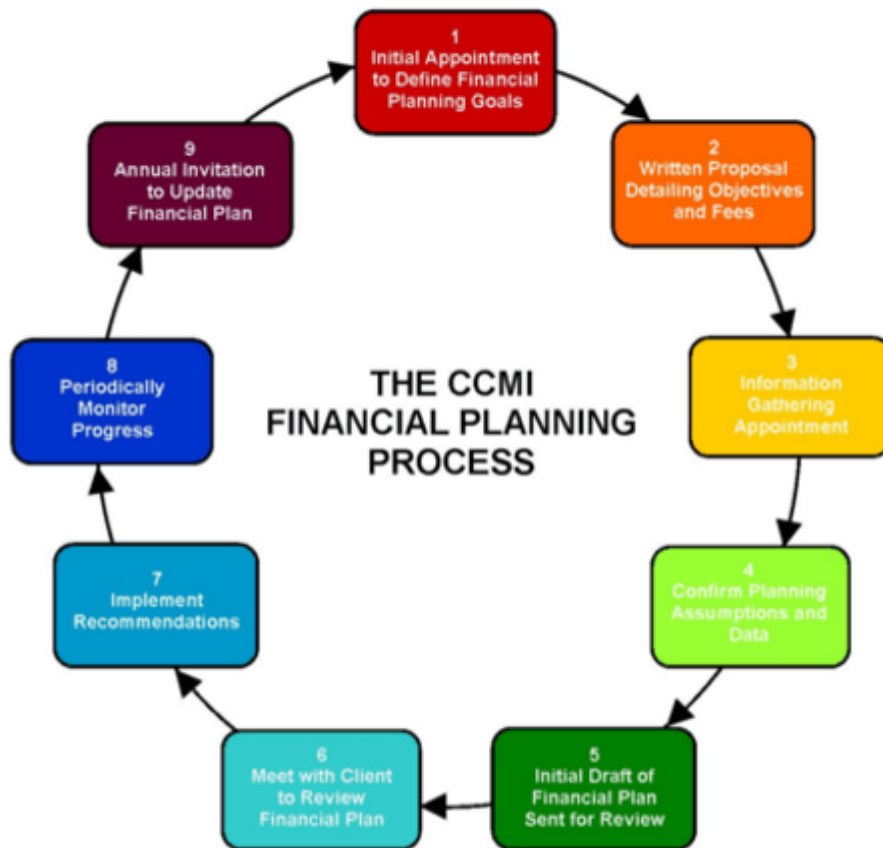 1
Initial Appointment
to Define Financial
Planning Goals
2
Written Proposal
Detailing Objectives
and Fees
3
Information
Gathering
Appointment
4
Confirm Planning
Assumptions and
Data
5
Initial Draft of
Financial Plan
Sent for Review
6
Meet with Client
to Review
Financial Plan
7
Implement
Recommendations
8
Periodically
Monitor
Progress
9
Annual Invitation
to Update
Financial Plan
THE CCMI
FINANCIAL PLANNING
PROCESS